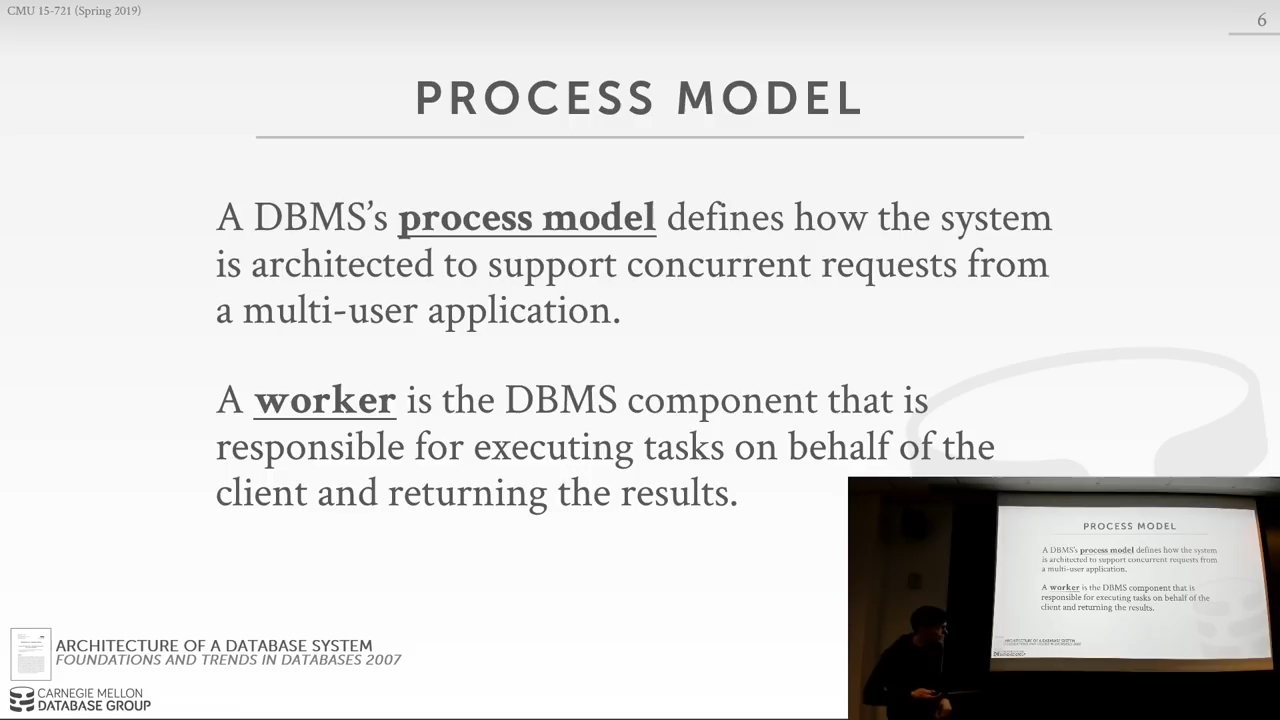 CMU 15-721 (Spring 2019)
6
PROCESS MODEL
A DBMS's process model defines how the system
is architected to support concurrent requests from
a multi-user application.
A worker is the DBMS component that is
responsible for executing tasks on behalf of the
client and returning the results.
PROCESS MODEL
A DBMS's process model defines how the system
is architected to support concurrent requests from
a multi-user application.
A worker is the DBMS component that is
responsible for executing tasks on behalf of the
client and returning the results.
ARCHITECTURE OF A DATABASE SYSTEM
FOUNDATIONS AND TRENDS IN DATABASES 2007
CARNEGIE MELLON
DATABASE GROUP